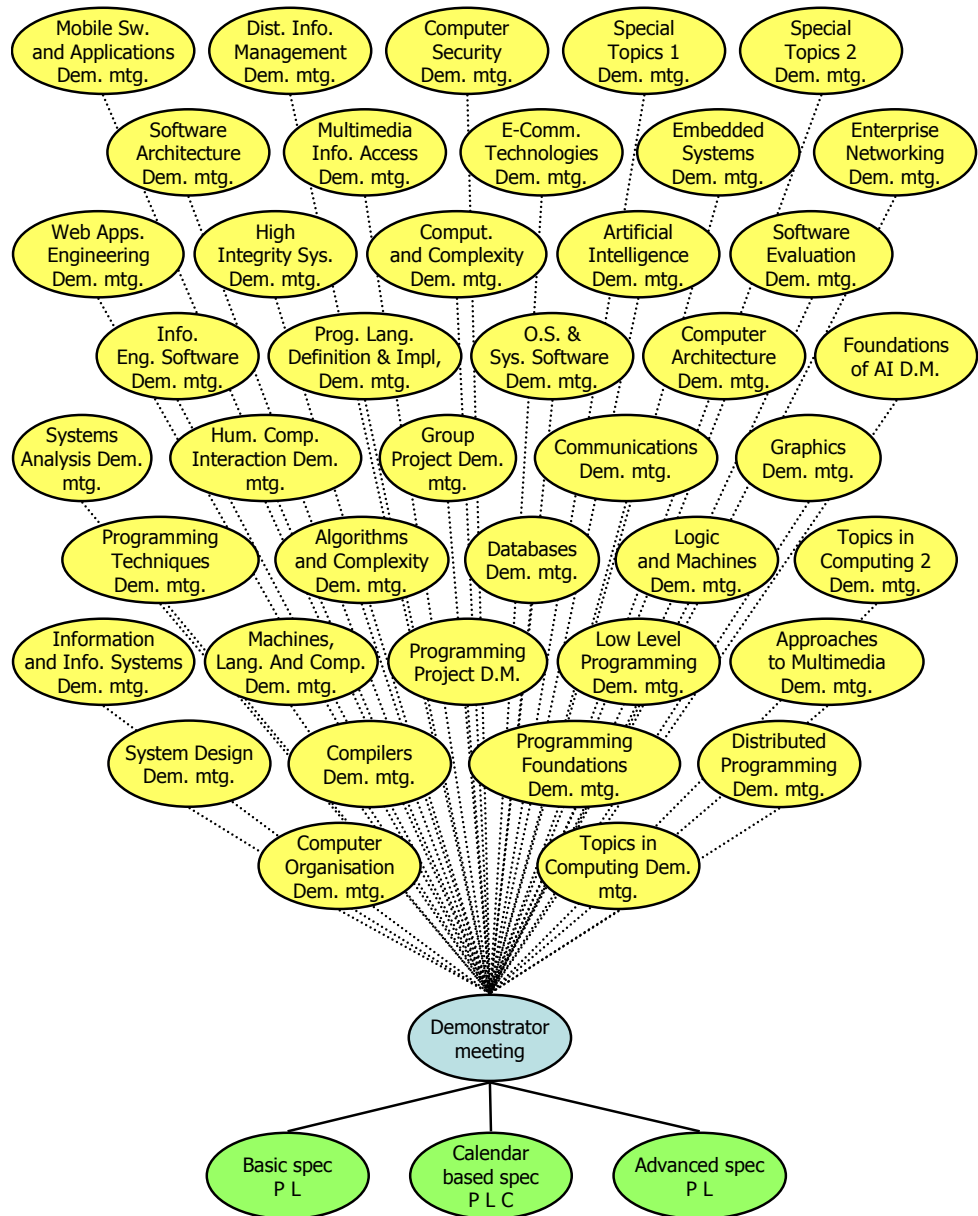 Mobile Sw.
and Applications
Dem. mtg.
Dist. Info.
Management
Dem. mtg.
Computer
Security
Dem. mtg.
Special
Topics 1
Dem. mtg.
Special
Topics 2
Dem. mtg.
Software
Architecture
Dem. mtg.
Multimedia
Info. Access
Dem. mtg.
E-Comm.
Technologies
Dem. mtg.
Embedded
Systems
Dem. mtg.
Enterprise
Networking
Dem. mtg.
Web Apps.
Engineering
Dem. mtg.
High
Integrity Sys.
Dem. mtg.
Comput.
and Complexity
Dem. mtg.
Artificial
Intelligence
Dem. mtg.
Software
Evaluation
Dem. mtg.
Info.
Eng. Software
Dem. mtg.
Prog. Lang.
Definition & Impl,
Dem. mtg.
O.S. &
Sys. Software
Dem. mtg.
Computer
Architecture
Dem. mtg.
Foundations
of AI D.M.
Systems
Analysis Dem.
mtg.
Hum. Comp.
Interaction Dem.
mtg.
Group
Project Dem.
mtg.
Communications
Dem. mtg.
Graphics
Dem. mtg.
Programming
Techniques
Dem. mtg.
Algorithms
and Complexity
Dem. mtg.
Databases
Dem. mtg.
Logic
and Machines
Dem. mtg.
Topics in
Computing 2
Dem. mtg.
Information
and Info. Systems
Dem. mtg.
Machines,
Lang. And Comp.
Dem. mtg.
Programming
Project D.M.
Low Level
Programming
Dem. mtg.
Approaches
to Multimedia
Dem. mtg.
System Design
Dem. mtg.
Compilers
Dem. mtg.
Programming
Foundations
Dem. mtg.
Distributed
Programming
Dem. mtg.
Computer
Organisation
Dem. mtg.
Topics in
Computing Dem.
mtg.
Demonstrator
meeting
Basic spec
P L
Calendar
based spec
P L C
Advanced spec
P L